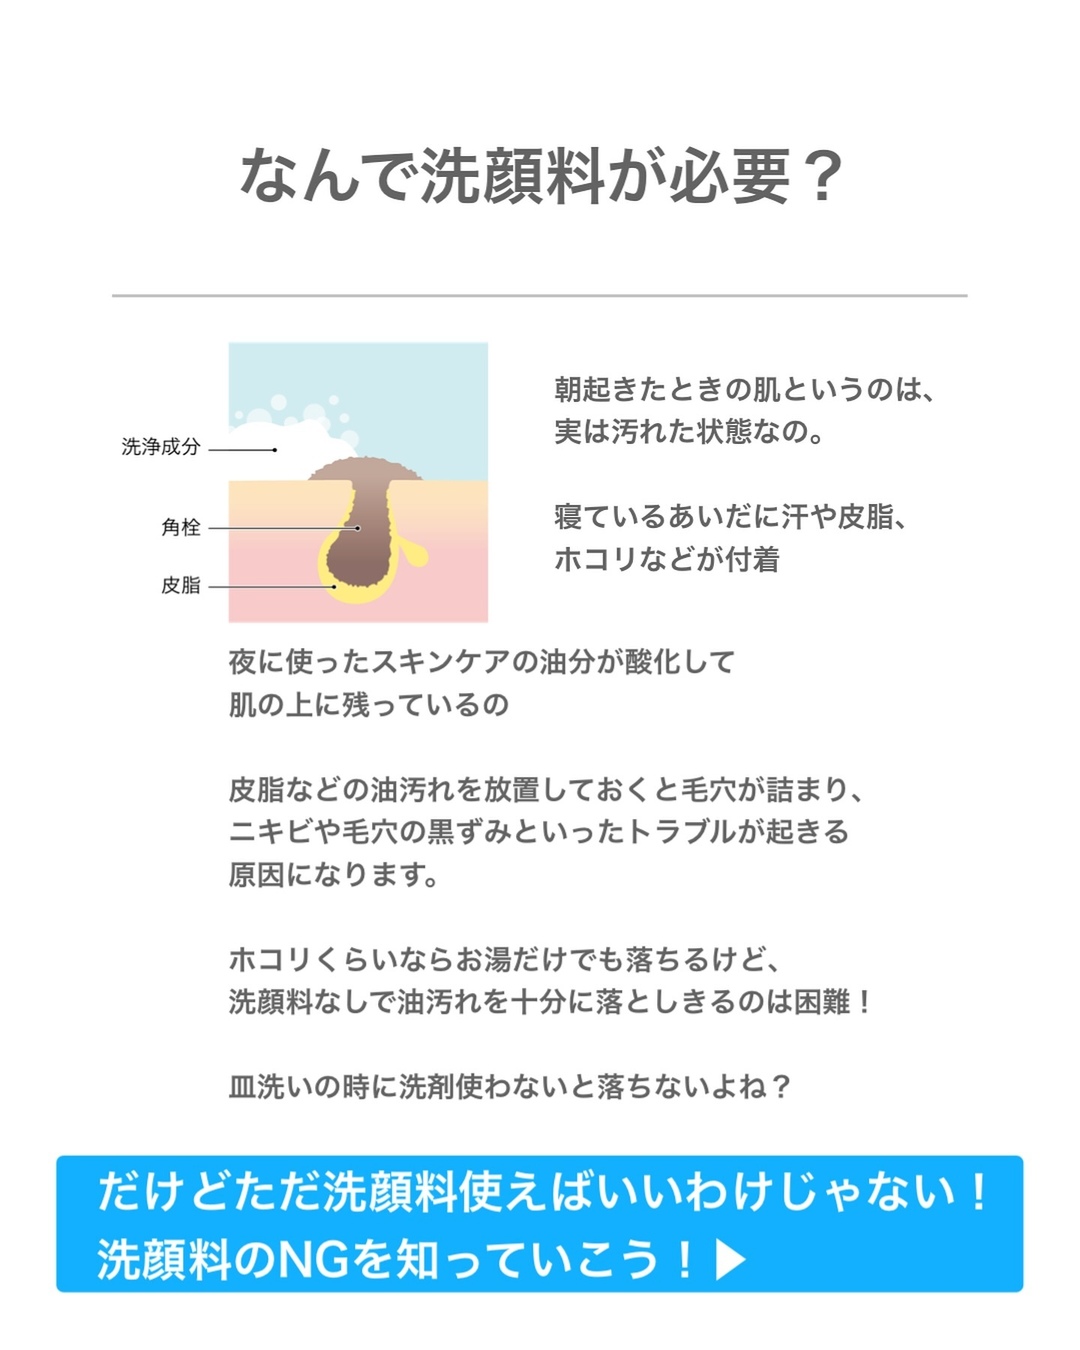 なんで洗顔料が必要？
洗浄成分
角栓
皮脂
朝起きたときの肌というのは、
実は汚れた状態なの。
寝ているあいだに汗や皮脂、
ホコリなどが付着
夜に使ったスキンケアの油分が酸化して
肌の上に残っているの
皮脂などの油汚れを放置しておくと毛穴が詰まり、
ニキビや毛穴の黒ずみといったトラブルが起きる
原因になります。
ホコリくらいならお湯だけでも落ちるけど、
洗顔料なしで油汚れを十分に落としきるのは困難！
皿洗いの時に洗剤使わないと落ちないよね？
だけどただ洗顔料使えばいいわけじゃない！
洗顔料のNGを知っていこう！▶